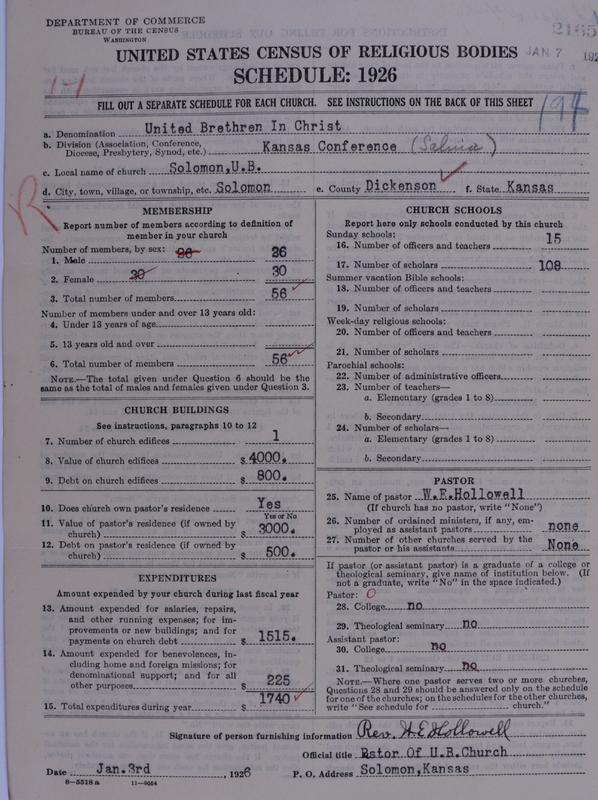 DEPARTMENT OF COMMERCE
BUREAU OF THE CENSUS
WASHINGTON
2165
JAN 7 192
UNITED STATES CENSUS OF RELIGIOUS BODIES
SCHEDULE: 1926
1-1
194
FILL OUT A SEPARATE SCHEDULE FOR EACH CHURCH. SEE INSTRUCTIONS ON THE BACK OF THIS SHEET
a. Denomination United Brethren In Christ
b. Division (Association, Conference, Diocese, Presbytery, Synod, etc.) Kansas Conference (Salina)
c. Local name of church Solomon,U.B.
d. City, town, village, or township, etc. Solomon e. County Dickenson f. State Kansas
R
MEMBERSHIP
Report number of members according to definition of
member in your church
Number of members, by sex: 26
1. Male 26
2. Female 30 30
3. Total number of members 56
Number of members under and over 13 years old:
4. Under 13 years of age
5. 13 years old and over
6. Total number of members 56
NOTE.—The total given under Question 6 should be the
same as the total of males and females given under Question 3.
CHURCH BUILDINGS
See instructions, paragraphs 10 to 12
7. Number of church edifices 1
8. Value of church edifices $ 4000.
9. Debt on church edifices $ 800.
10. Does church own pastor's residence Yes
Yes or No
11. Value of pastor's residence (if owned by
church) $ 3000.
12. Debt on pastor's residence (if owned by
church) $ 500.
EXPENDITURES
Amount expended by your church during last fiscal year
13. Amount expended for salaries, repairs,
and other running expenses; for im-
provements or new buildings; and for
payments on church debt $ 1515.
14. Amount expended for benevolences, in-
cluding home and foreign missions; for
denominational support; and for all
other purposes $ 225
15. Total expenditures during year $ 1740
CHURCH SCHOOLS
Report here only schools conducted by this church
Sunday schools:
16. Number of officers and teachers 15
17. Number of scholars 108
Summer vacation Bible schools:
18. Number of officers and teachers
19. Number of scholars
Week-day religious schools:
20. Number of officers and teachers
21. Number of scholars
Parochial schools:
22. Number of administrative officers
23. Number of teachers—
a. Elementary (grades 1 to 8)
b. Secondary
24. Number of scholars—
a. Elementary (grades 1 to 8)
b. Secondary
PASTOR
25. Name of pastor W.E.Hollowell
(If church has no pastor, write "None")
26. Number of ordained ministers, if any, em-
ployed as assistant pastors none
27. Number of other churches served by the
pastor or his assistants None
If pastor (or assistant pastor) is a graduate of a college or
theological seminary, give name of institution below. (If
not a graduate, write "No" in the space indicated.)
Pastor: 0
28. College no
29. Theological seminary no
Assistant pastor:
30. College no
31. Theological seminary no
NOTE.—Where one pastor serves two or more churches,
Questions 28 and 29 should be answered only on the schedule
for one of the churches; on the schedules for the other churches,
write "See schedule for church."
Signature of person furnishing information Rev. W.E.Hollowell
Official title Pstor Of U.B.Church
Date Jan.3rd, 1926 P. O. Address Solomon,Kansas
8-5518a 11-9054